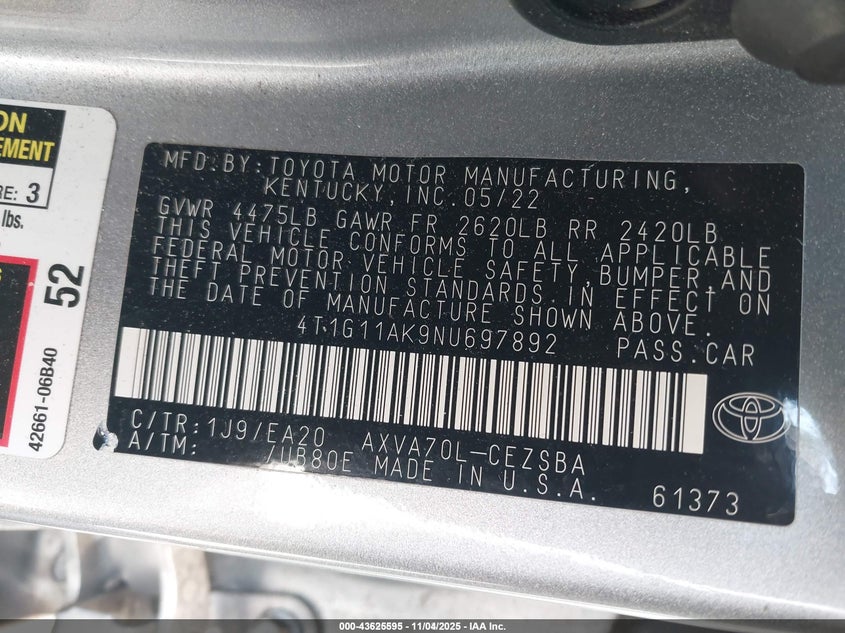 ON
EMENT
RE: 3
lbs.
S
52
42661-06B40
MFD.BY:TOYOTA MOTOR MANUFACTURING,
KENTUCKY,INC.05/22
GVWR 4475LB GAWR FR 2620LB RR 2420LB
THIS VEHICLE CONFORMS TO ALL APPLICABLE
FEDERAL MOTOR VEHICLE SAFETY,BUMPER,AND
THEFT PREVENTION STANDARDS IN EFFECT ON
THE DATE OF MANUFACTURE SHOWN ABOVE.
4T1G11AK9NU697892 PASS.CAR
C/TR:1J9/EA20 AXVA70L-CEZSBA
A/TM: /UB80E MADE IN U.S.A.
61373
000-43625595 - 11/04/2025 - IAA Inc.